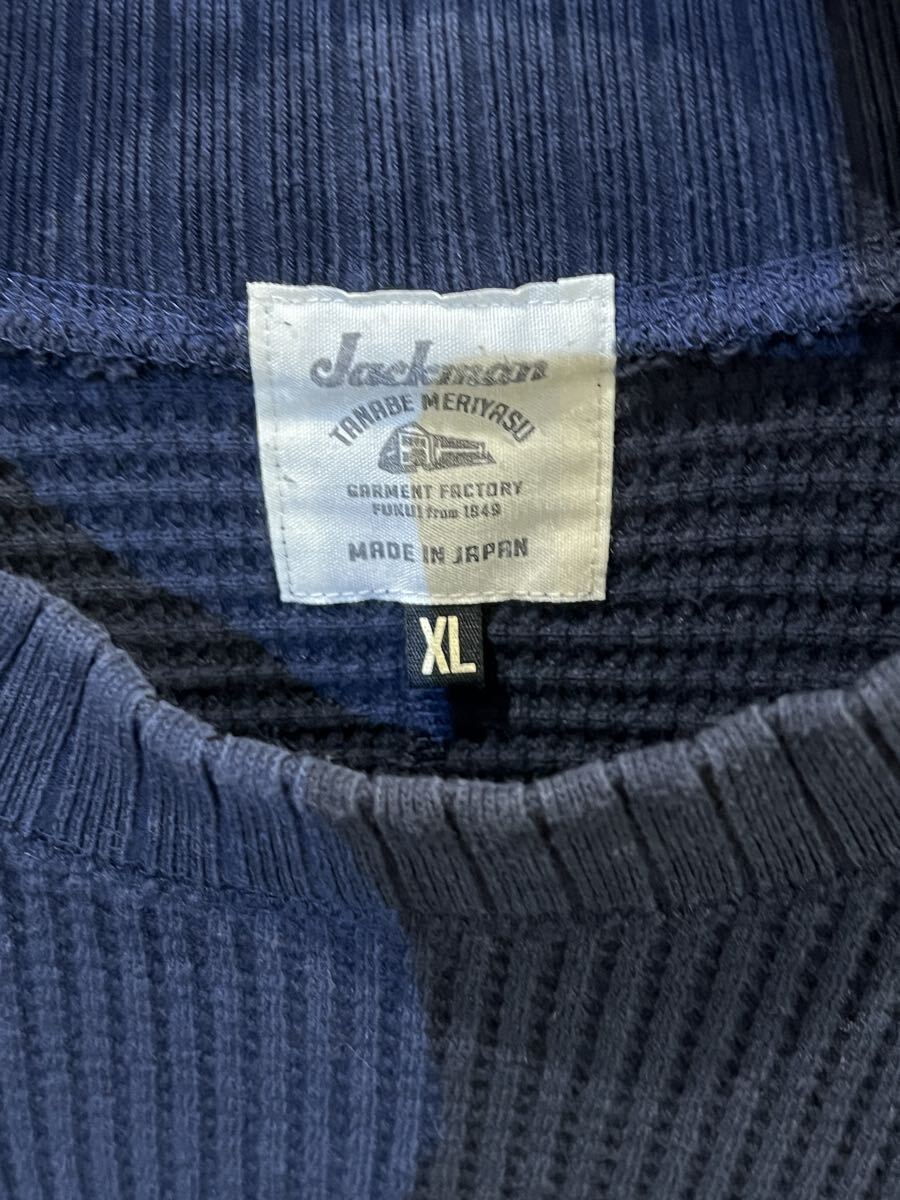 Jackman
TANABE MERIYASU
GARMENT FACTORY
FUKUI from 1949
MADE IN JAPAN
XL